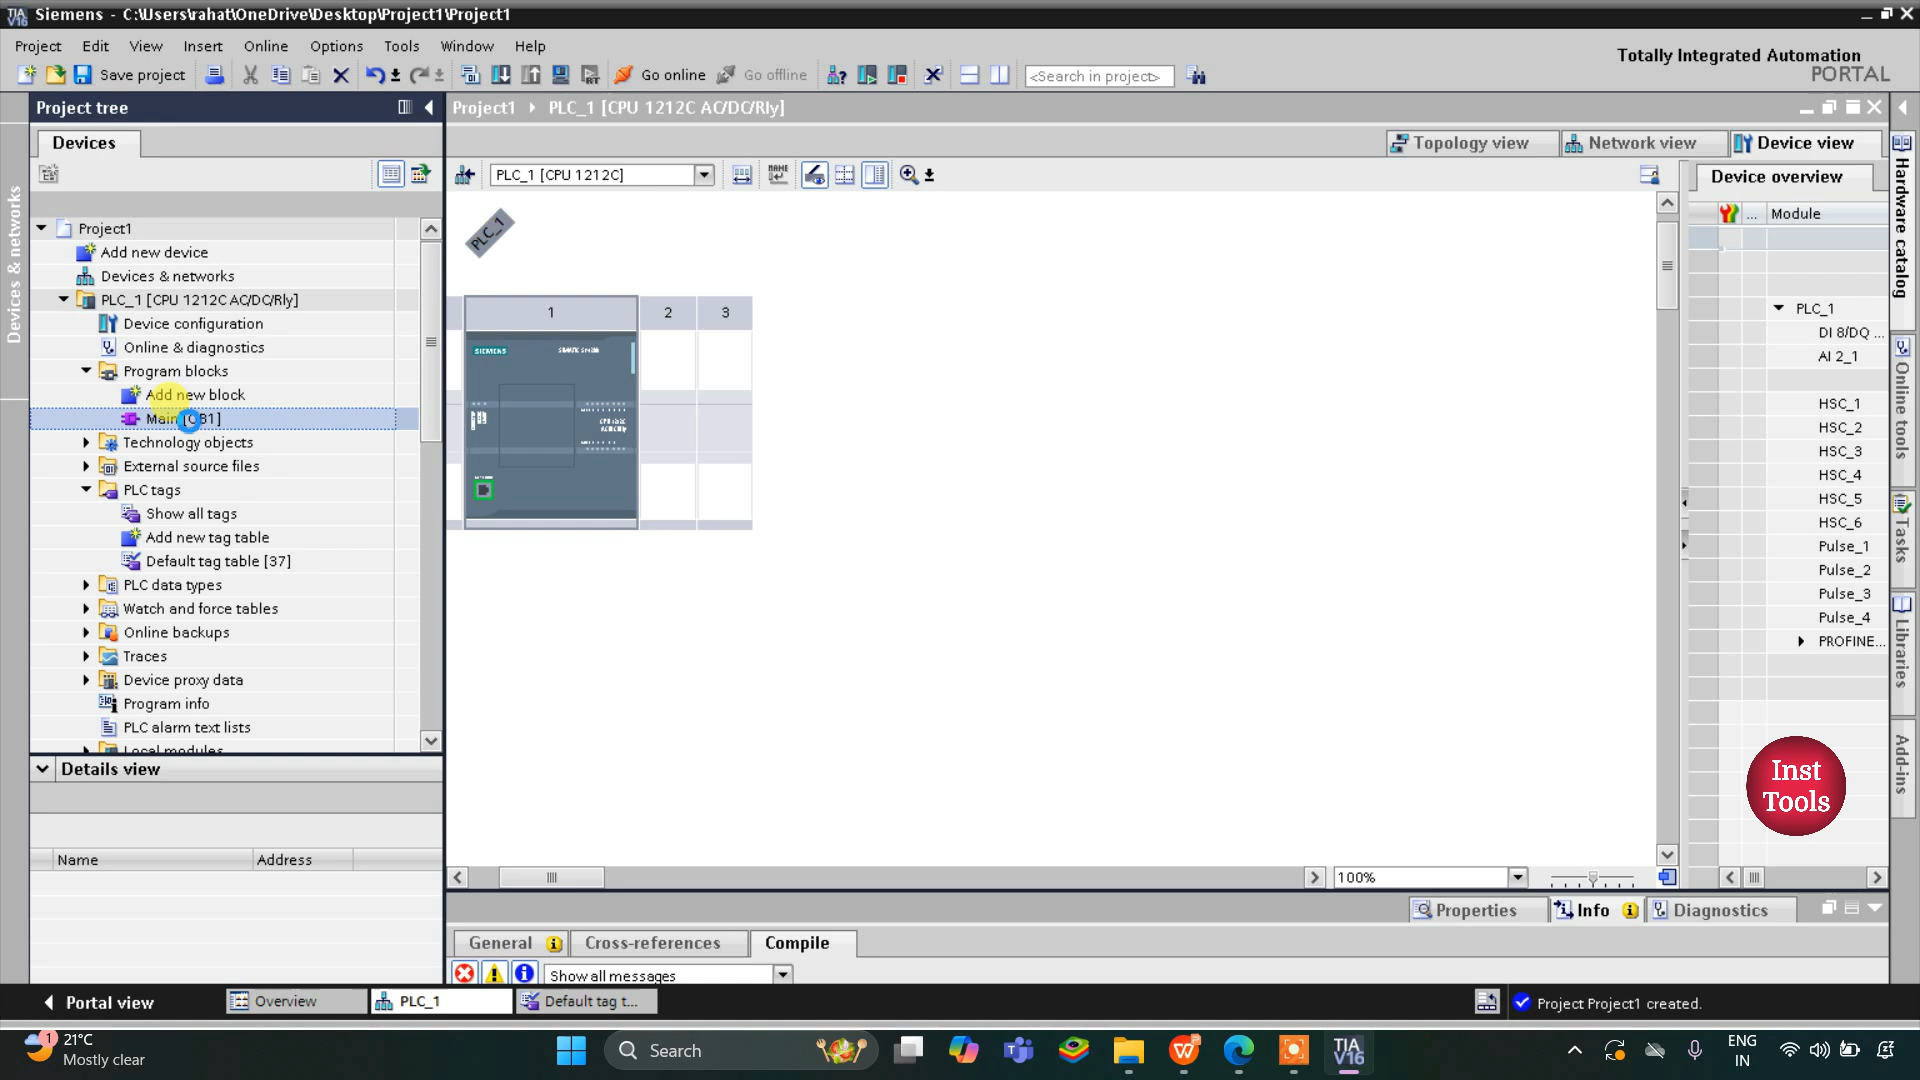 Siemens - C:\Users\rahat\OneDrive\Desktop\Project1\Project1
Project Edit View Insert Online Options Tools Window Help
Totally Integrated Automation
PORTAL
Save project
Go online
Go offline
<Search in project>
Project tree
Project1 PLC_1 [CPU 1212C AC/DC/Rly]
Devices
Topology view
Network view
Device view
PLC_1 [CPU 1212C]
Device overview
... Module
Project1
Add new device
Devices & networks
PLC_1 [CPU 1212C AC/DC/Rly]
Device configuration
Online & diagnostics
Program blocks
Add new block
Main [OB1]
Technology objects
External source files
PLC tags
Show all tags
Add new tag table
Default tag table [37]
PLC data types
Watch and force tables
Online backups
Traces
Device proxy data
Program info
PLC alarm text lists
Local modules
PLC_1
1 2 3
SIEMENS
PLC_1
DI 8/DQ ...
AI 2_1
HSC_1
HSC_2
HSC_3
HSC_4
HSC_5
HSC_6
Pulse_1
Pulse_2
Pulse_3
Pulse_4
PROFINE...
Devices & networks
Hardware catalog
Online tools
Tasks
Libraries
Add-ins
Inst
Tools
Details view
Name Address
100%
Properties
Info
Diagnostics
General
Cross-references
Compile
Show all messages
Portal view
Overview
PLC_1
Default tag t...
Project Project1 created.
1
21°C
Mostly clear
Search
TIA
V16
ENG
IN